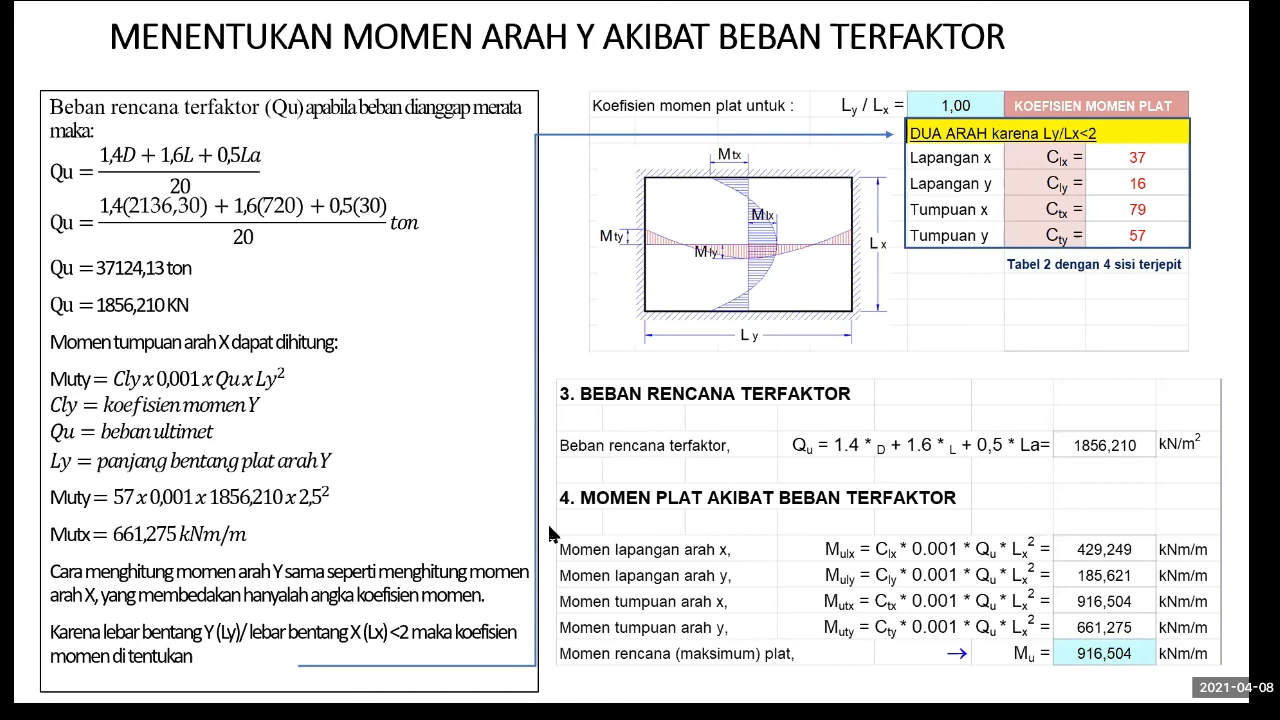 MENENTUKAN MOMEN ARAH Y AKIBAT BEBAN TERFAKTOR
Beban rencana terfaktor (Qu) apabila beban dianggap merata
maka:
Qu = 1,4D + 1,6L + 0,5La / 20
Qu = 1,4(2136,30) + 1,6(720) + 0,5(30) / 20 ton
Qu = 37124,13 ton
Qu = 1856,210 KN
Momen tumpuan arah X dapat dihitung:
Muty = Cly x 0,001 x Qu x Ly²
Cly = koefisien momen Y
Qu = beban ultimet
Ly = panjang bentang plat arah Y
Muty = 57 x 0,001 x 1856,210 x 2,5²
Mutx = 661,275 kNm/m
Cara menghitung momen arah Y sama seperti menghitung momen
arah X, yang membedakan hanyalah angka koefisien momen.
Karena lebar bentang Y (Ly)/ lebar bentang X (Lx) <2 maka koefisien
momen di tentukan
Koefisien momen plat untuk : Ly / Lx = 1,00 KOEFISIEN MOMEN PLAT
DUA ARAH karena Ly/Lx<2
Lapangan x Clx = 37
Lapangan y Cly = 16
Tumpuan x Ctx = 79
Tumpuan y Cty = 57
Tabel 2 dengan 4 sisi terjepit
Mtx
Mlx
Mty
Mly
Lx
Ly
3. BEBAN RENCANA TERFAKTOR
Beban rencana terfaktor, Qu = 1.4 * D + 1.6 * L + 0,5 * La= 1856,210 kN/m²
4. MOMEN PLAT AKIBAT BEBAN TERFAKTOR
Momen lapangan arah x, Mulx = Clx * 0.001 * Qu * Lx² = 429,249 kNm/m
Momen lapangan arah y, Muly = Cly * 0.001 * Qu * Lx² = 185,621 kNm/m
Momen tumpuan arah x, Mutx = Ctx * 0.001 * Qu * Lx² = 916,504 kNm/m
Momen tumpuan arah y, Muty = Cty * 0.001 * Qu * Lx² = 661,275 kNm/m
Momen rencana (maksimum) plat, → Mu = 916,504 kNm/m
2021-04-08